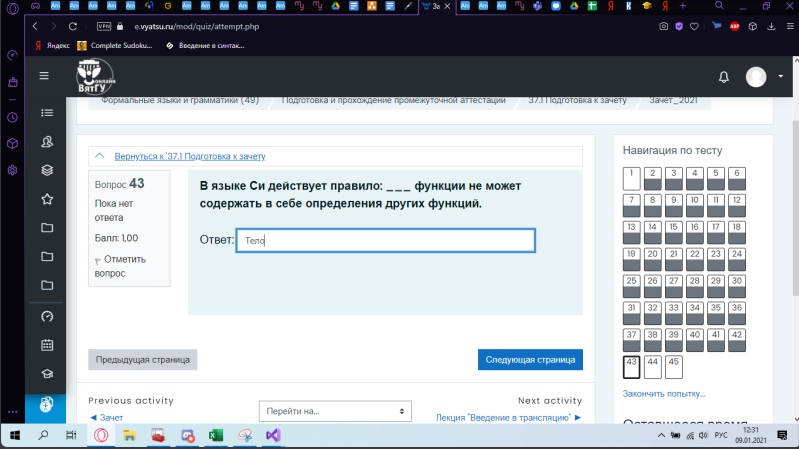 За
VPN e.vyatsu.ru/mod/quiz/attempt.php
Яндекс Complete Sudoku... Введение в синтак...
онлайн
ВятГУ
Формальные языки и грамматики (49) Подготовка и прохождение промежуточной аттестации 37.1 Подготовка к зачету Зачет_2021
Вернуться к '37.1 Подготовка к зачету
Вопрос 43
Пока нет
ответа
Балл: 1,00
Отметить
вопрос
В языке Си действует правило: ___ функции не может
содержать в себе определения других функций.
Ответ: Тело
Предыдущая страница
Следующая страница
Previous activity
◄ Зачет
Перейти на...
Next activity
Лекция "Введение в трансляцию" ►
Навигация по тесту
1 2 3 4 5 6
7 8 9 10 11 12
13 14 15 16 17 18
19 20 21 22 23 24
25 26 27 28 29 30
31 32 33 34 35 36
37 38 39 40 41 42
43 44 45
Закончить попытку...
Оставшееся время
РУС
12:31
09.01.2021